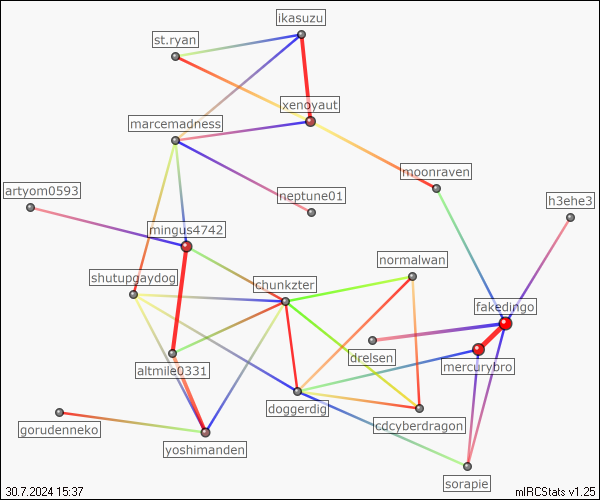 ikasuzu
st.ryan
xenoyaut
marcemadness
moonraven
artyom0593
neptune01
h3ehe3
mingus4742
normalwan
shutupgaydog
chunkzter
fakedingo
drelsen
mercurybro
altmile0331
doggerdig
cdcyberdragon
gorudenneko
yoshimanden
sorapie
30.7.2024 15:37
mIRCStats v1.25